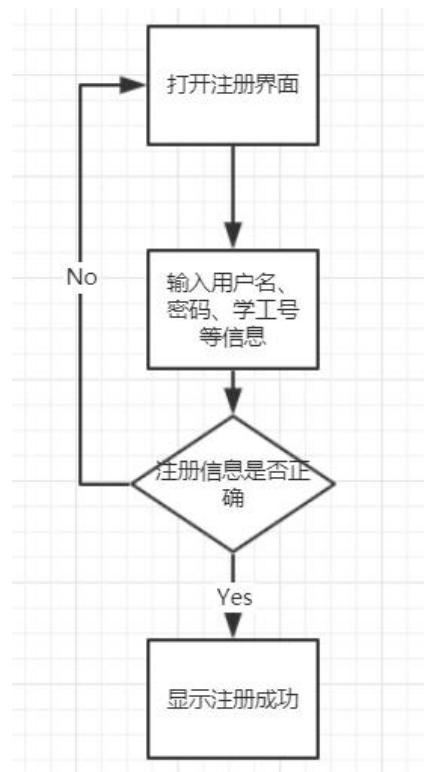 打开注册界面
No
输入用户名、
密码、学工号
等信息
注册信息是否正
确
Yes
显示注册成功